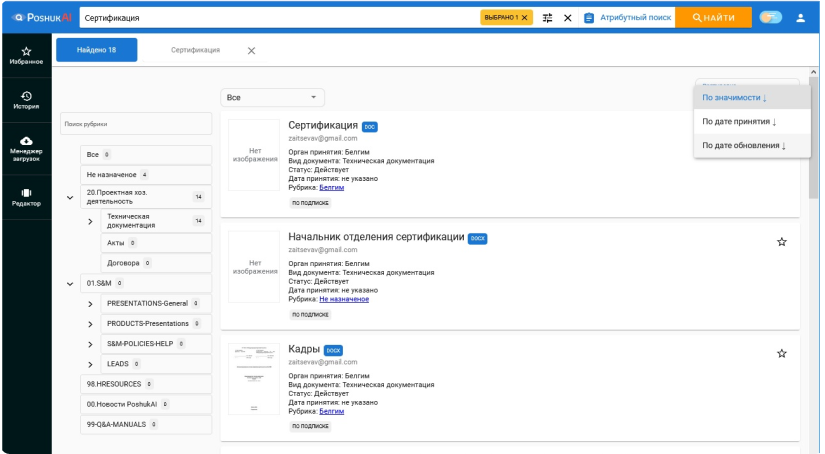 PoshukAI
Сертификация
ВЫБРАНО 1 X
Атрибутный поиск
НАЙТИ
Избранное
История
Менеджер
загрузок
Редактор
Найдено 18
Сертификация
Поиск рубрики
Все 0
Не назначеное 4
20.Проектная хоз.
деятельность 14
Техническая
документация 14
Акты 0
Договора 0
01.S&M 0
PRESENTATIONS-General 0
PRODUCTS-Presentations 0
S&M-POLICIES-HELP 0
LEADS 0
98.HRESOURCES 0
00.Новости PoshukAI 0
99-Q&A-MANUALS 0
Все
По значимости ↓
По дате принятия ↓
По дате обновления ↓
Нет
изображения
Сертификация DOC
zaitsevav@gmail.com
Орган принятия: Белгим
Вид документа: Техническая документация
Статус: Действует
Дата принятия: не указано
Рубрика: Белгим
ПО ПОДПИСКЕ
Нет
изображения
Начальник отделения сертификации DOCX
zaitsevav@gmail.com
Орган принятия: Белгим
Вид документа: Техническая документация
Статус: Действует
Дата принятия: не указано
Рубрика: Не назначеное
ПО ПОДПИСКЕ
Кадры DOCX
zaitsevav@gmail.com
Орган принятия: Белгим
Вид документа: Техническая документация
Статус: Действует
Дата принятия: не указано
Рубрика: Белгим
ПО ПОДПИСКЕ